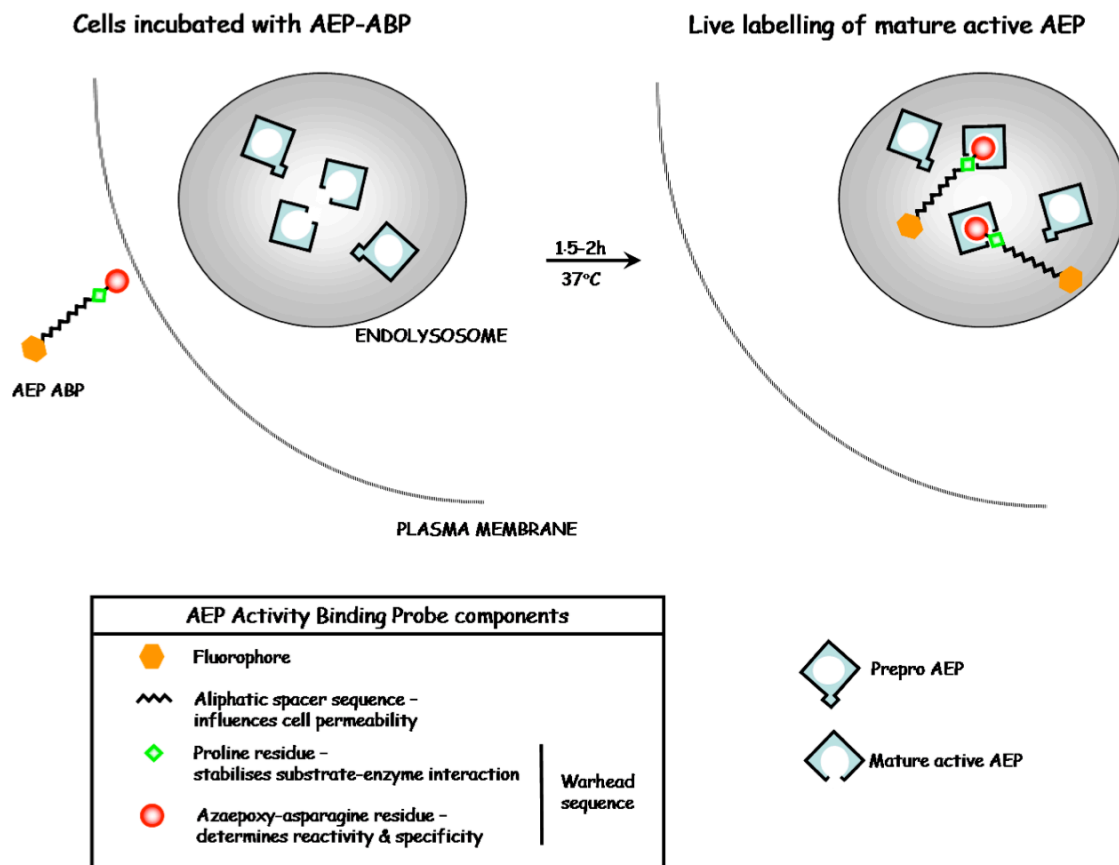 Cells incubated with AEP-ABP
Live labelling of mature active AEP
1·5-2h
37°C
ENDOLYSOSOME
AEP ABP
PLASMA MEMBRANE
AEP Activity Binding Probe components
Fluorophore
Aliphatic spacer sequence –
influences cell permeability
Proline residue –
stabilises substrate-enzyme interaction
Azaepoxy-asparagine residue –
determines reactivity & specificity
Warhead
sequence
Prepro AEP
Mature active AEP